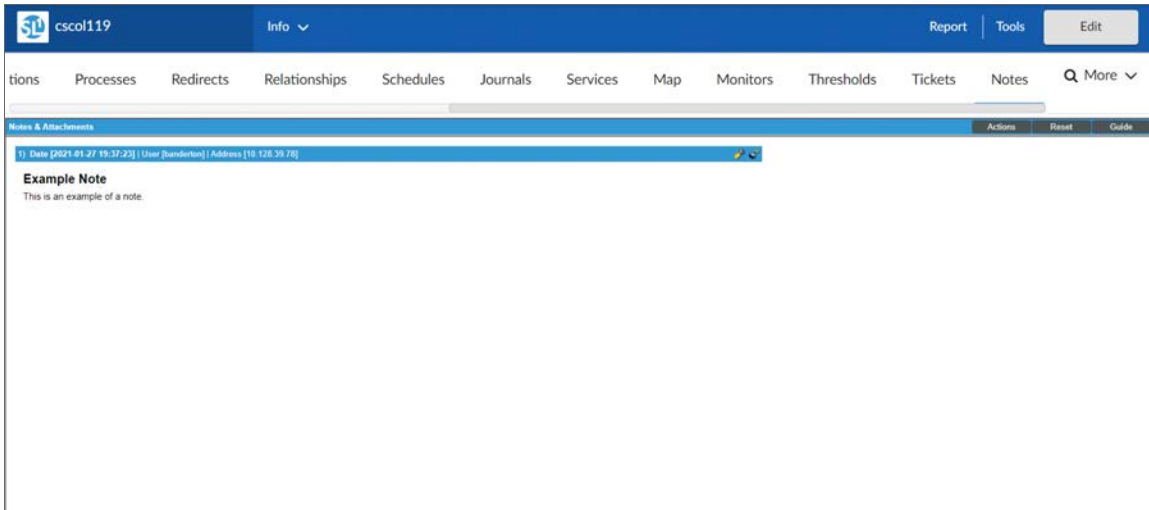 SL1 cscol119 Info Report Tools Edit
tions Processes Redirects Relationships Schedules Journals Services Map Monitors Thresholds Tickets Notes More
Notes & Attachments Actions Reset Guide
1) Date [2021-01-27 19:37:23] | User [banderton] | Address [10.128.39.78]
Example Note
This is an example of a note.